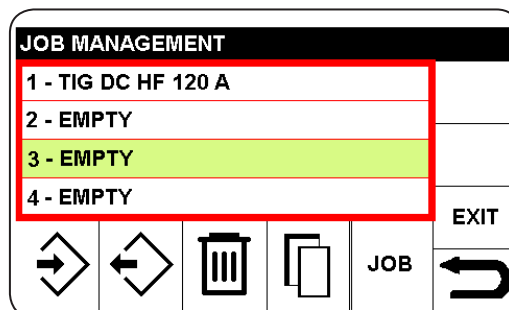 JOB MANAGEMENT
1 - TIG DC HF 120 A
2 - EMPTY
3 - EMPTY
4 - EMPTY
EXIT
JOB